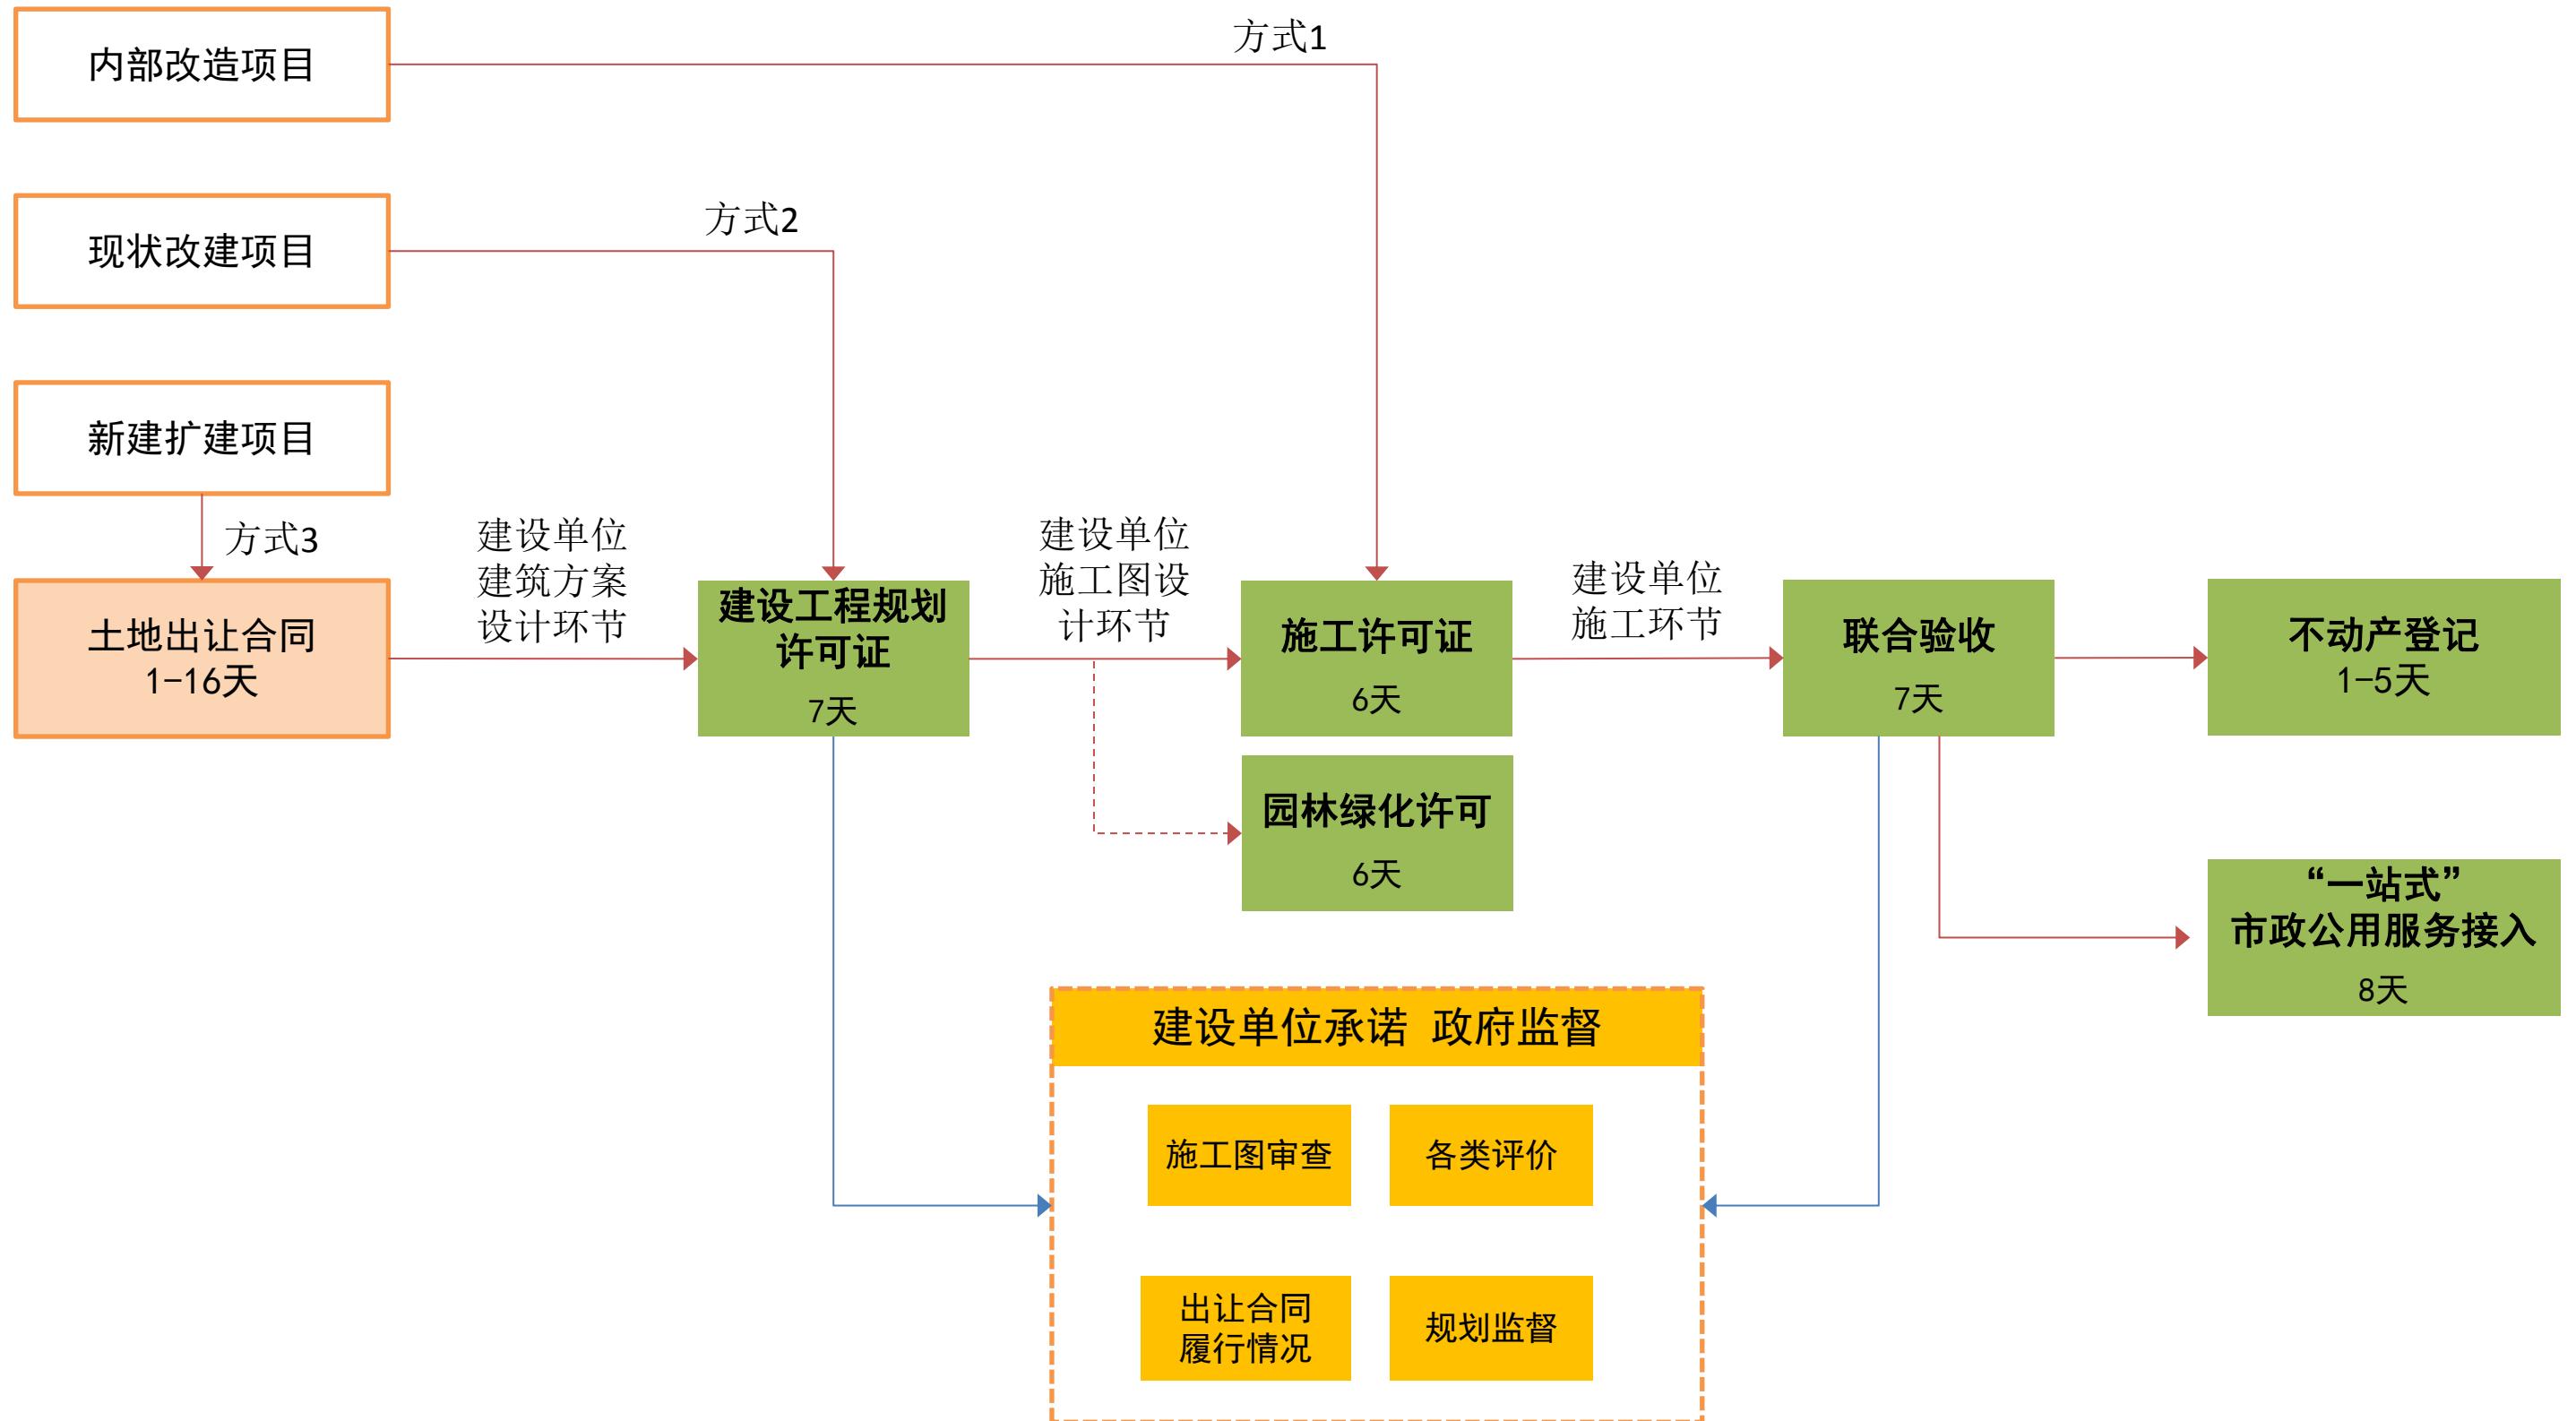 内部改造项目
方式1
现状改建项目
方式2
新建扩建项目
方式3
土地出让合同
1-16天
建设单位
建筑方案
设计环节
建设工程规划
许可证
7天
建设单位
施工图设
计环节
施工许可证
6天
园林绿化许可
6天
建设单位
施工环节
联合验收
7天
不动产登记
1-5天
“一站式”
市政公用服务接入
8天
建设单位承诺 政府监督
施工图审查
各类评价
出让合同
履行情况
规划监督